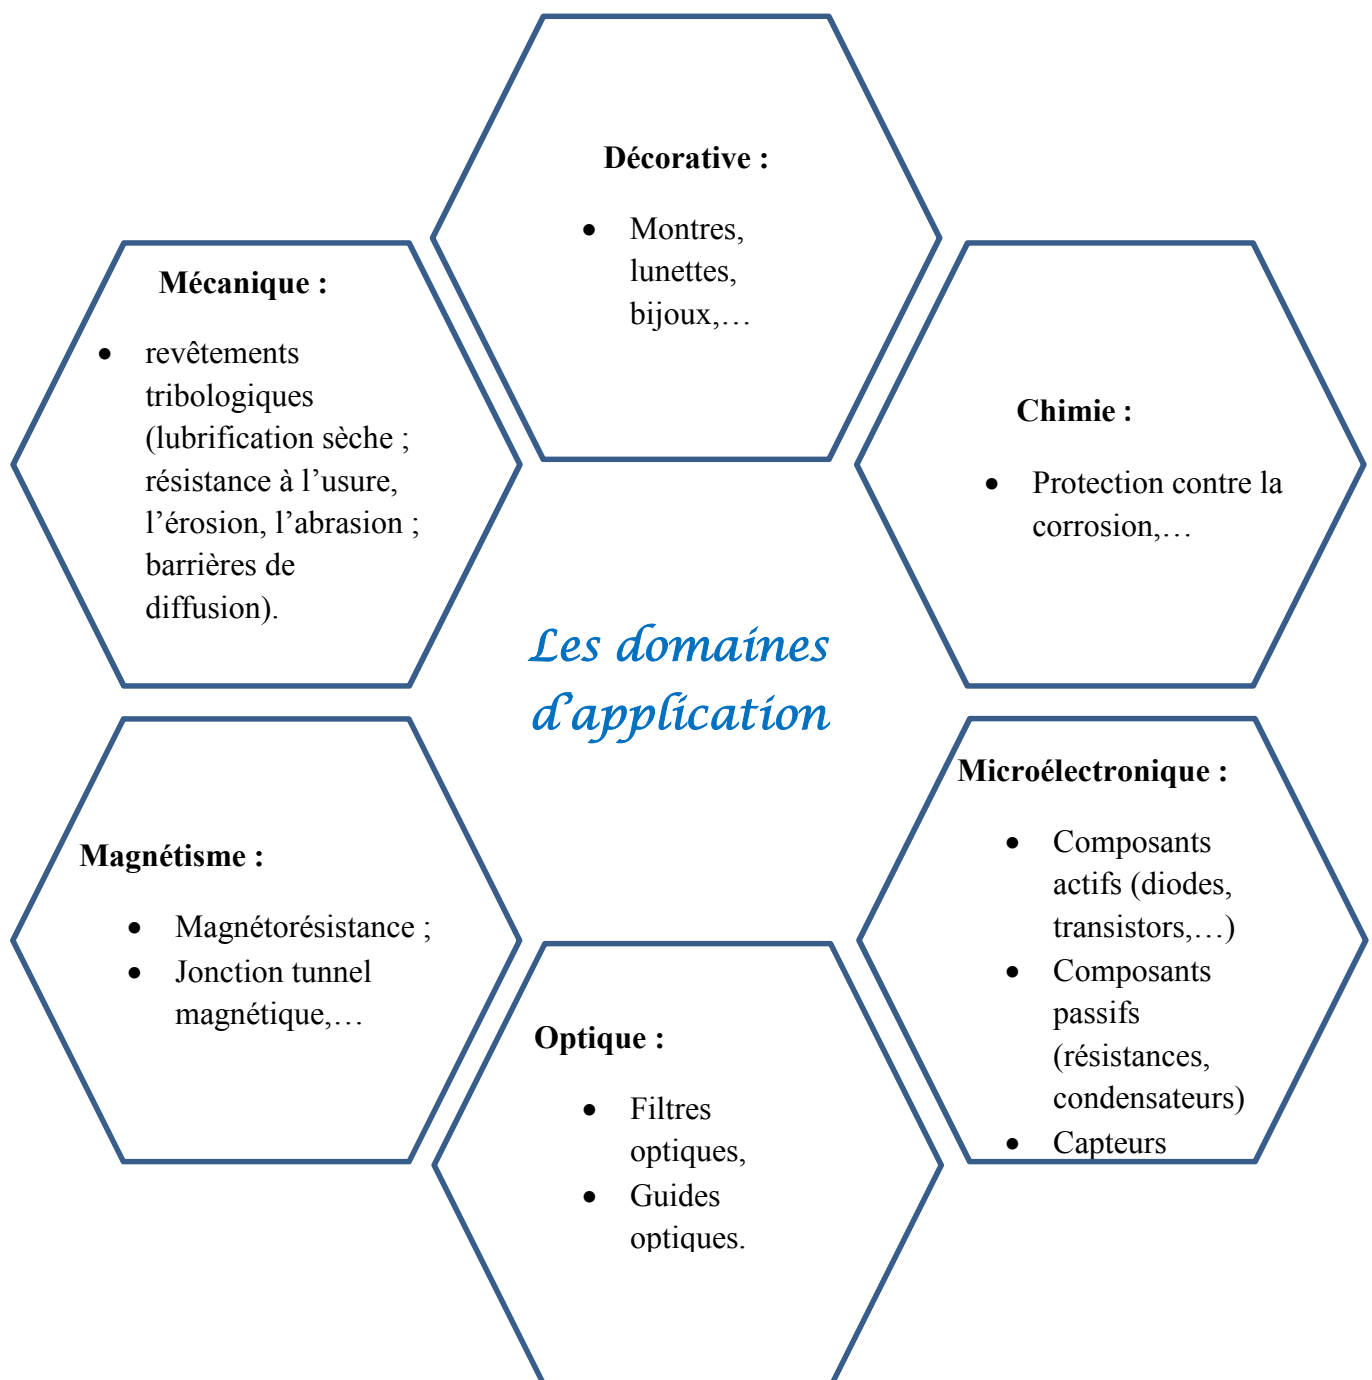 Décorative :
• Montres,
lunettes,
bijoux,…
Mécanique :
• revêtements
tribologiques
(lubrification sèche ;
résistance à l’usure,
l’érosion, l’abrasion ;
barrières de
diffusion).
Chimie :
• Protection contre la
corrosion,…
Les domaines
d’application
Microélectronique :
• Composants
actifs (diodes,
transistors,…)
• Composants
passifs
(résistances,
condensateurs)
• Capteurs
Magnétisme :
• Magnétorésistance ;
• Jonction tunnel
magnétique,…
Optique :
• Filtres
optiques,
• Guides
optiques.